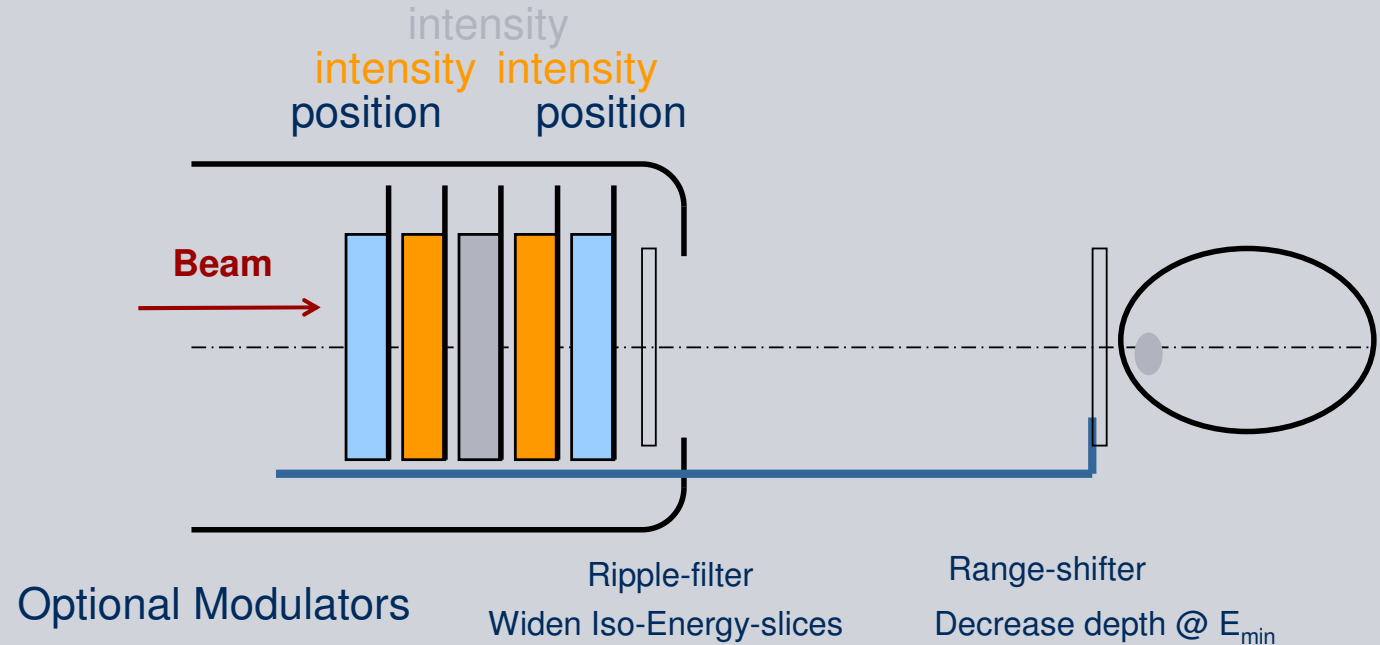 intensity
intensity intensity
position position
Beam
Optional Modulators
Ripple-filter
Widen Iso-Energy-slices
Range-shifter
Decrease depth @ Emin